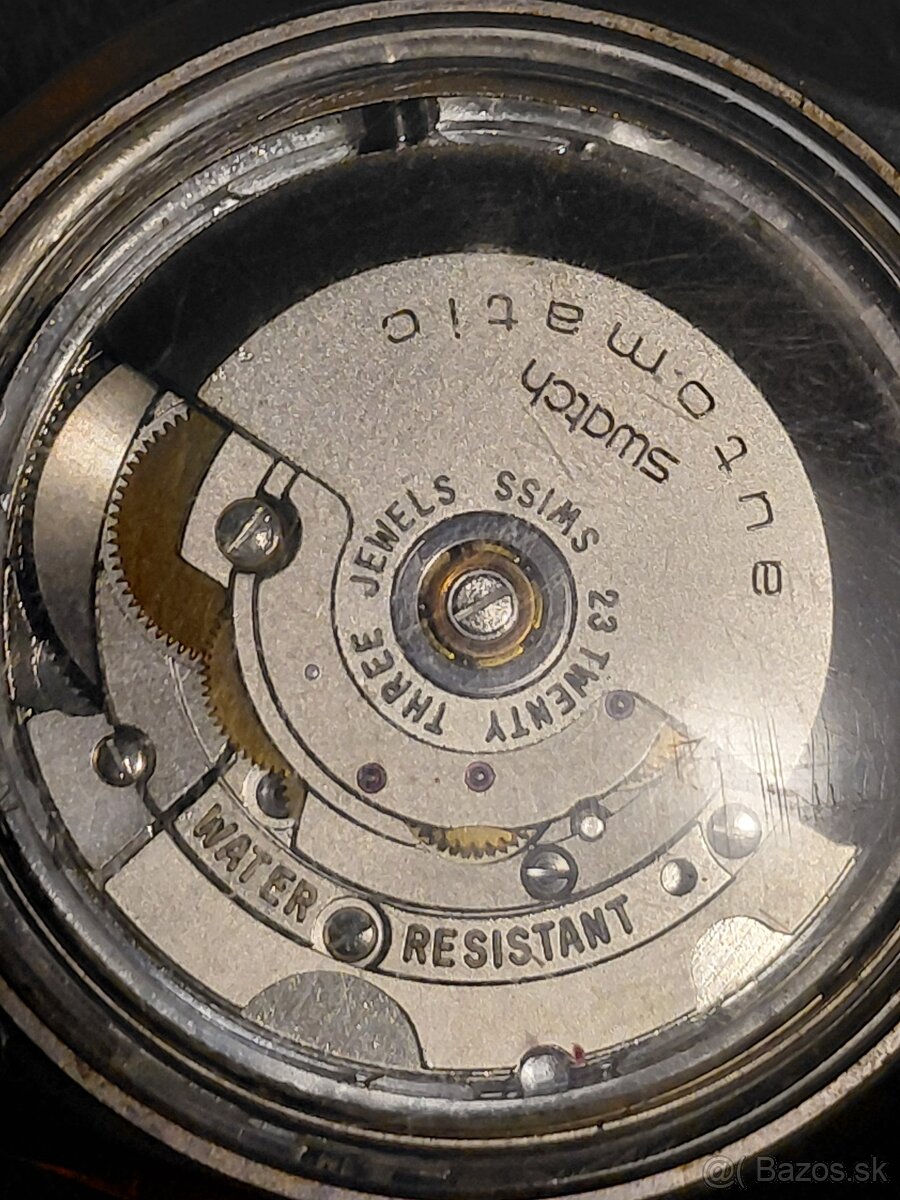 automatic
swatch
SWISS
23 TWENTY THREE JEWELS
WATER RESISTANT
@( Bazos.sk